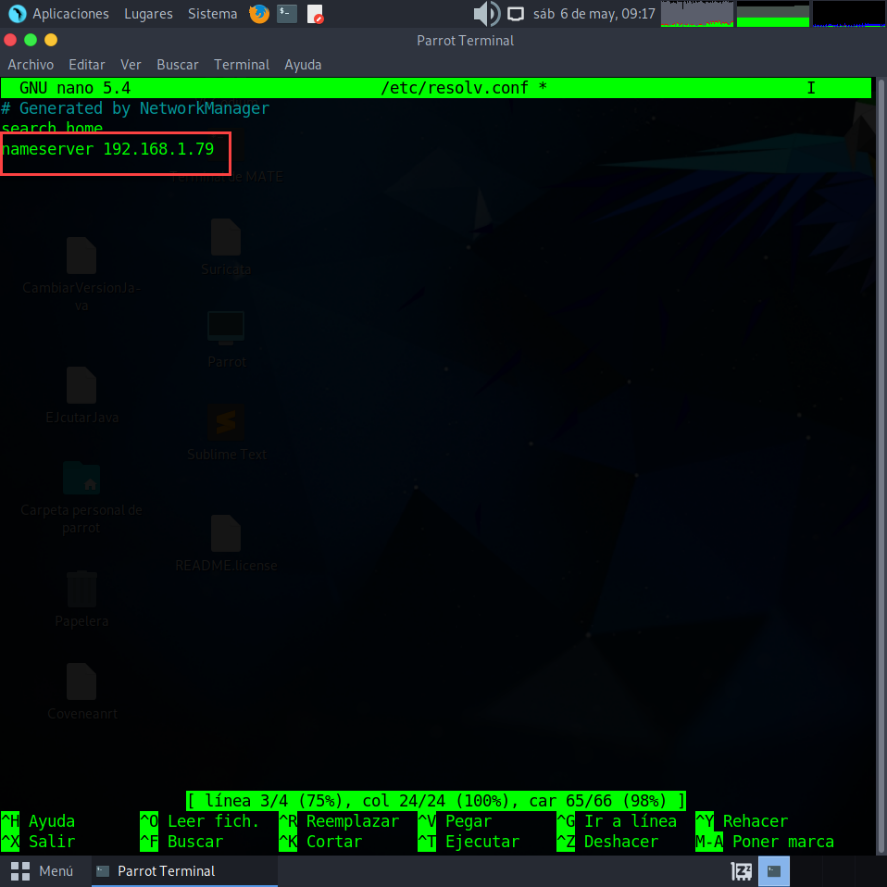 Aplicaciones Lugares Sistema sáb 6 de may, 09:17
Parrot Terminal
Archivo Editar Ver Buscar Terminal Ayuda
GNU nano 5.4 /etc/resolv.conf * I
# Generated by NetworkManager
search home
nameserver 192.168.1.79
Terminal de MATE
Suricata
CambiarVersionJa-
va
Parrot
EJcutarJava
Sublime Text
Carpeta personal de
parrot
README.license
Papelera
Coveneanrt
[ línea 3/4 (75%), col 24/24 (100%), car 65/66 (98%) ]
^H Ayuda ^O Leer fich. ^R Reemplazar ^V Pegar ^G Ir a línea ^Y Rehacer
^X Salir ^F Buscar ^K Cortar ^T Ejecutar ^Z Deshacer M-A Poner marca
Menú Parrot Terminal